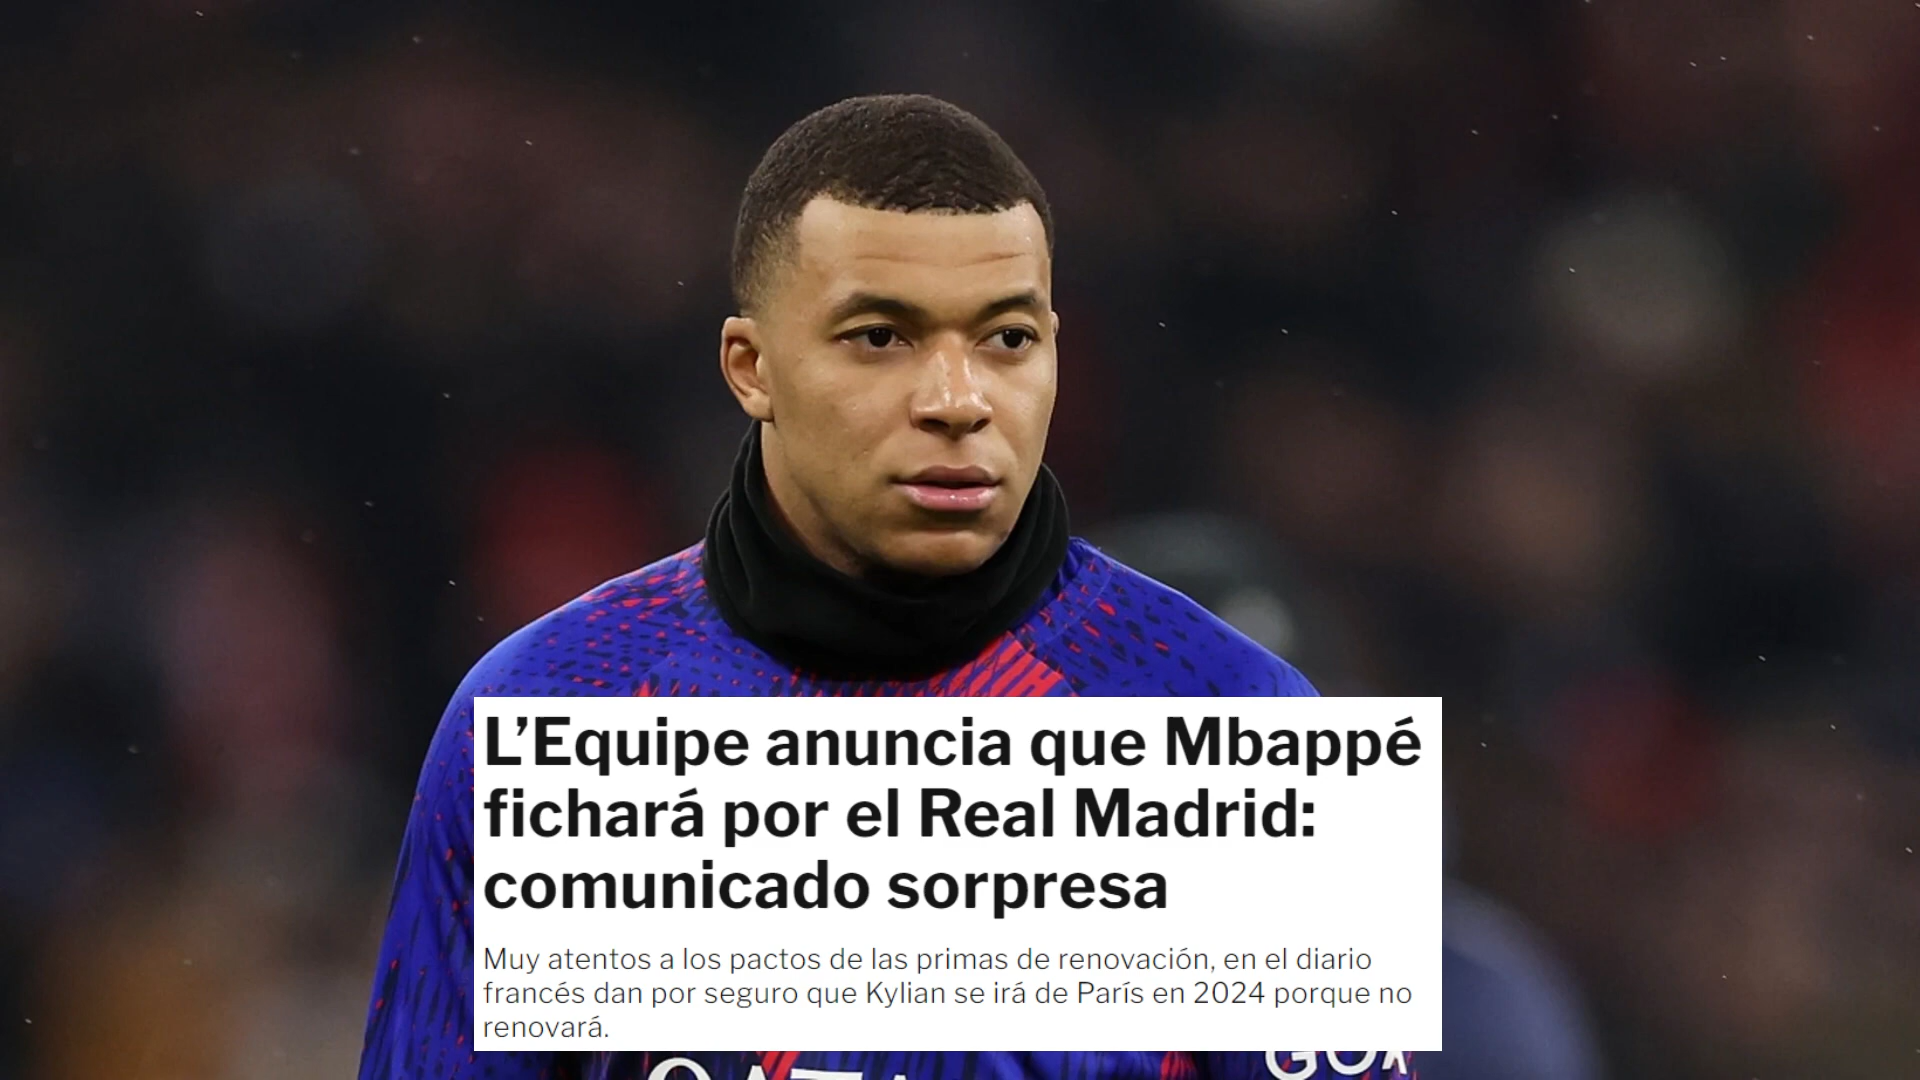 L’Equipe anuncia que Mbappé
fichará por el Real Madrid:
comunicado sorpresa
Muy atentos a los pactos de las primas de renovación, en el diario
francés dan por seguro que Kylian se irá de París en 2024 porque no
renovará.